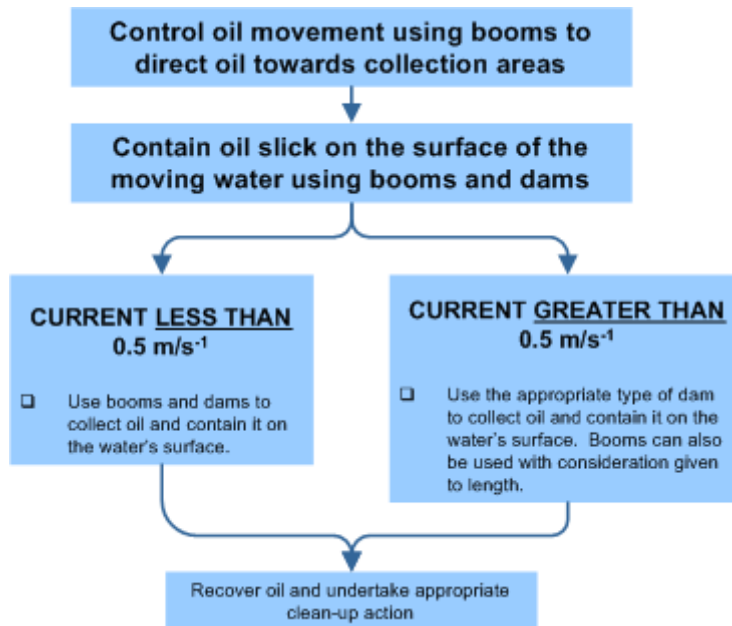 Control oil movement using booms to
direct oil towards collection areas
Contain oil slick on the surface of the
moving water using booms and dams
CURRENT LESS THAN
0.5 m/s⁻¹
❑ Use booms and dams to
collect oil and contain it on
the water's surface.
CURRENT GREATER THAN
0.5 m/s⁻¹
❑ Use the appropriate type of dam
to collect oil and contain it on the
water's surface. Booms can also
be used with consideration given
to length.
Recover oil and undertake appropriate
clean-up action